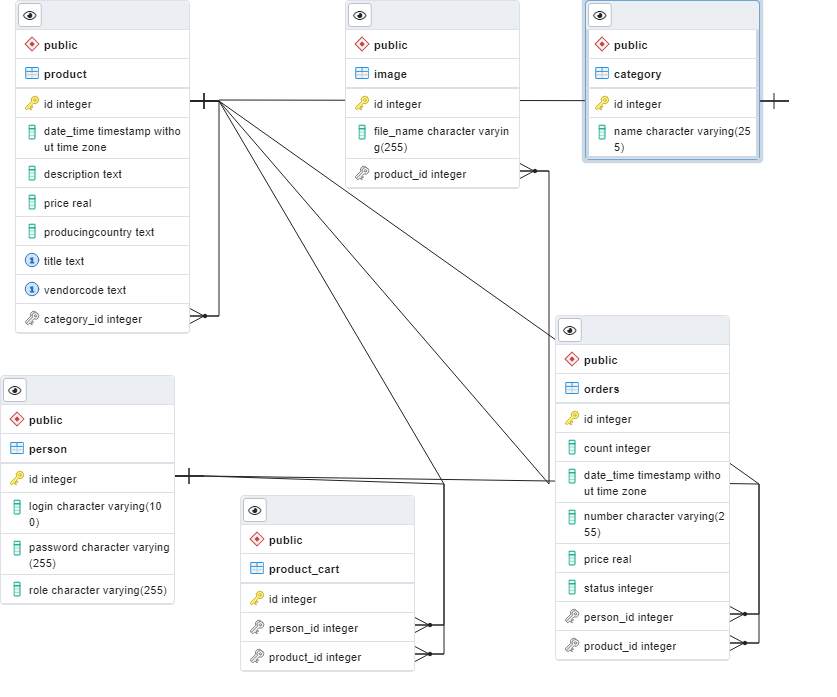 public
product
id integer
date_time timestamp witho
ut time zone
description text
price real
producingcountry text
1 title text
1 vendorcode text
category_id integer
public
image
id integer
file_name character varyin
g(255)
product_id integer
public
category
id integer
name character varying(25
5)
public
person
id integer
login character varying(10
0)
password character varying
(255)
role character varying(255)
public
product_cart
id integer
person_id integer
product_id integer
public
orders
id integer
count integer
date_time timestamp witho
ut time zone
number character varying(2
55)
price real
status integer
person_id integer
product_id integer